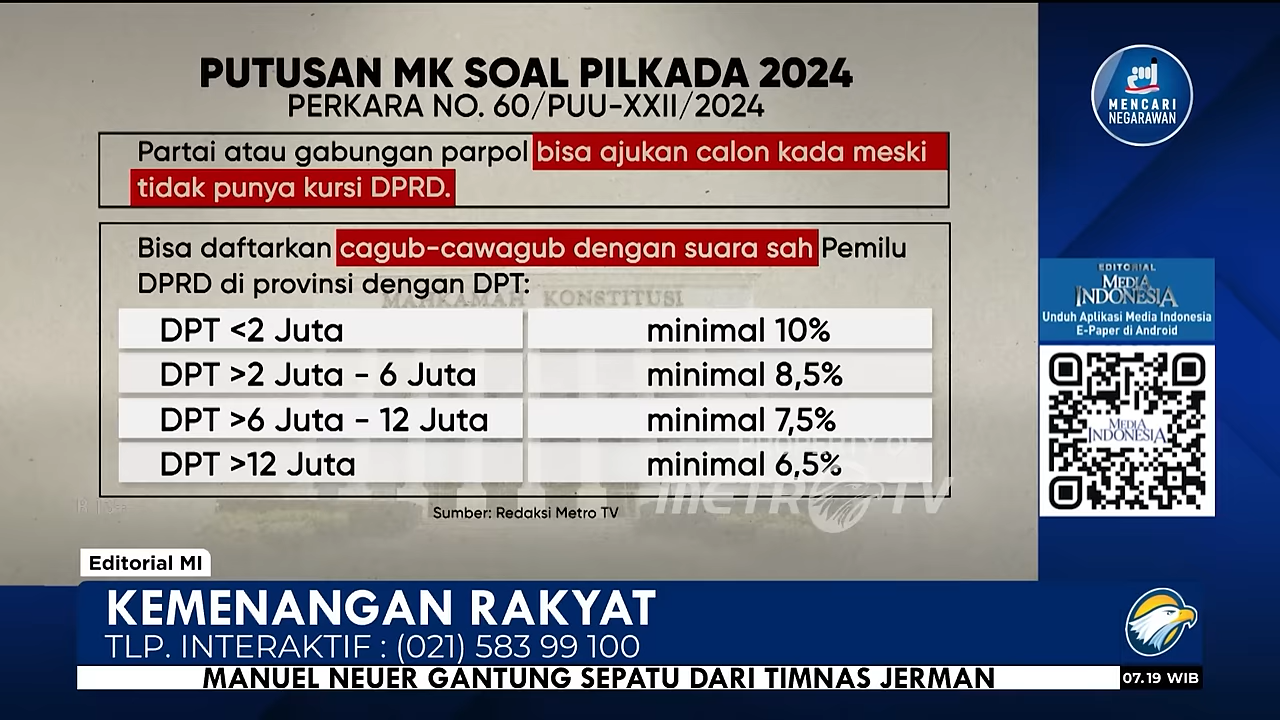 PUTUSAN MK SOAL PILKADA 2024
PERKARA NO. 60/PUU-XXII/2024
MENCARI
NEGARAWAN
Partai atau gabungan parpol bisa ajukan calon kada meski
tidak punya kursi DPRD.
Bisa daftarkan cagub-cawagub dengan suara sah Pemilu
DPRD di provinsi dengan DPT:
MAHKAMAH KONSTITUSI
DPT <2 Juta minimal 10%
DPT >2 Juta - 6 Juta minimal 8,5%
DPT >6 Juta - 12 Juta minimal 7,5%
DPT >12 Juta minimal 6,5%
PROPERTY OF
METRO TV
Sumber: Redaksi Metro TV
EDITORIAL
MEDIA
INDONESIA
Unduh Aplikasi Media Indonesia
E-Paper di Android
MEDIA
INDONESIA
Editorial MI
KEMENANGAN RAKYAT
TLP. INTERAKTIF : (021) 583 99 100
MANUEL NEUER GANTUNG SEPATU DARI TIMNAS JERMAN
07.19 WIB